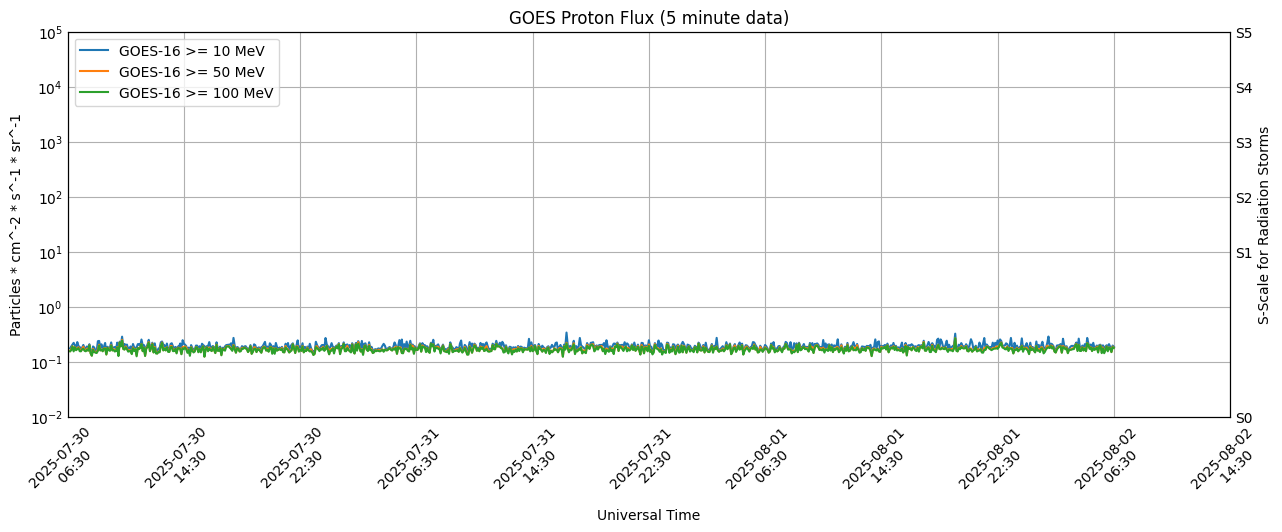 GOES Proton Flux (5 minute data)
GOES-16 >= 10 MeV
GOES-16 >= 50 MeV
GOES-16 >= 100 MeV
Particles * cm^-2 * s^-1 * sr^-1
10^5
10^4
10^3
10^2
10^1
10^0
10^-1
10^-2
S5
S4
S3
S2
S1
S0
S-Scale for Radiation Storms
2025-07-30
06:30
2025-07-30
14:30
2025-07-30
22:30
2025-07-31
06:30
2025-07-31
14:30
2025-07-31
22:30
2025-08-01
06:30
2025-08-01
14:30
2025-08-01
22:30
2025-08-02
06:30
2025-08-02
14:30
Universal Time